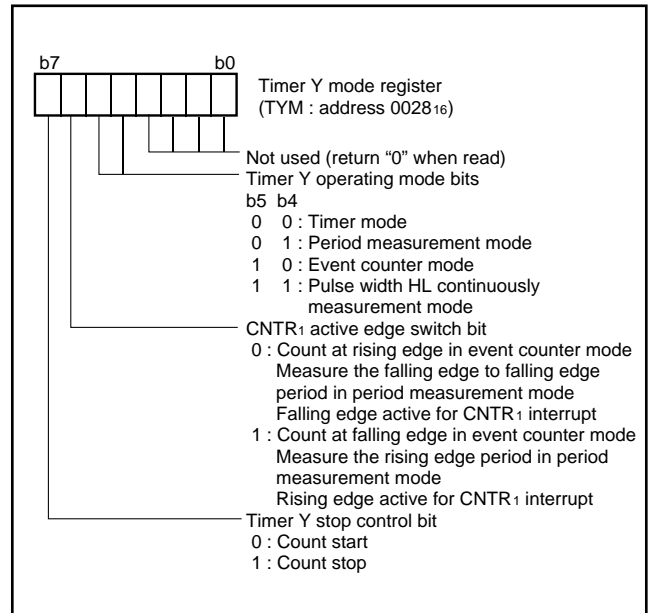 b7 b0
Timer Y mode register
(TYM : address 002816)
Not used (return “0” when read)
Timer Y operating mode bits
b5 b4
0 0 : Timer mode
0 1 : Period measurement mode
1 0 : Event counter mode
1 1 : Pulse width HL continuously
measurement mode
CNTR1 active edge switch bit
0 : Count at rising edge in event counter mode
Measure the falling edge to falling edge
period in period measurement mode
Falling edge active for CNTR1 interrupt
1 : Count at falling edge in event counter mode
Measure the rising edge period in period
measurement mode
Rising edge active for CNTR1 interrupt
Timer Y stop control bit
0 : Count start
1 : Count stop